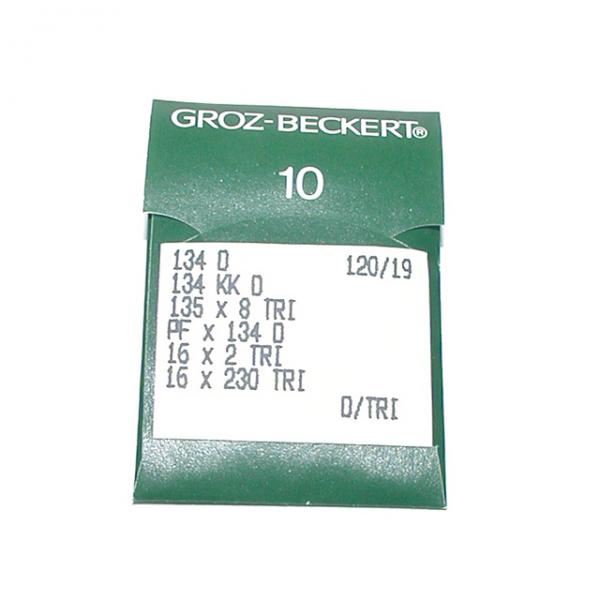 GROZ-BECKERT®
10
134 D 120/19
134 KK D
135 x 8 TRI
PF x 134 D
16 x 2 TRI
16 x 230 TRI
D/TRI